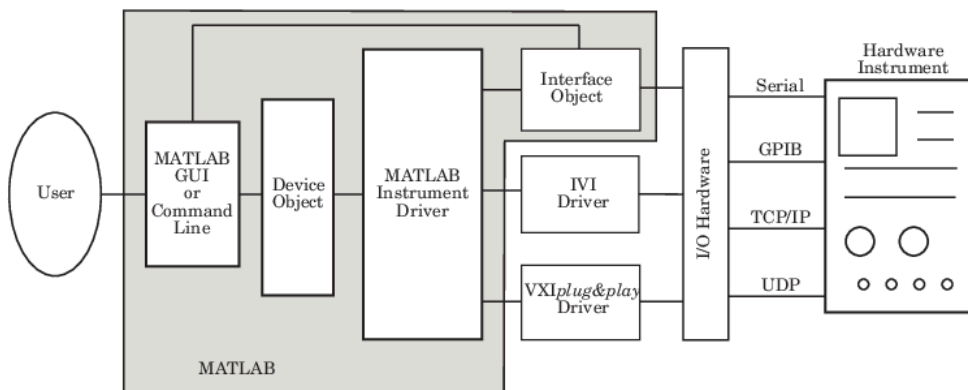 User
MATLAB
GUI
or
Command
Line
Device
Object
MATLAB
Instrument
Driver
Interface
Object
IVI
Driver
VXIplug&play
Driver
I/O Hardware
Serial
GPIB
TCP/IP
UDP
Hardware
Instrument
MATLAB